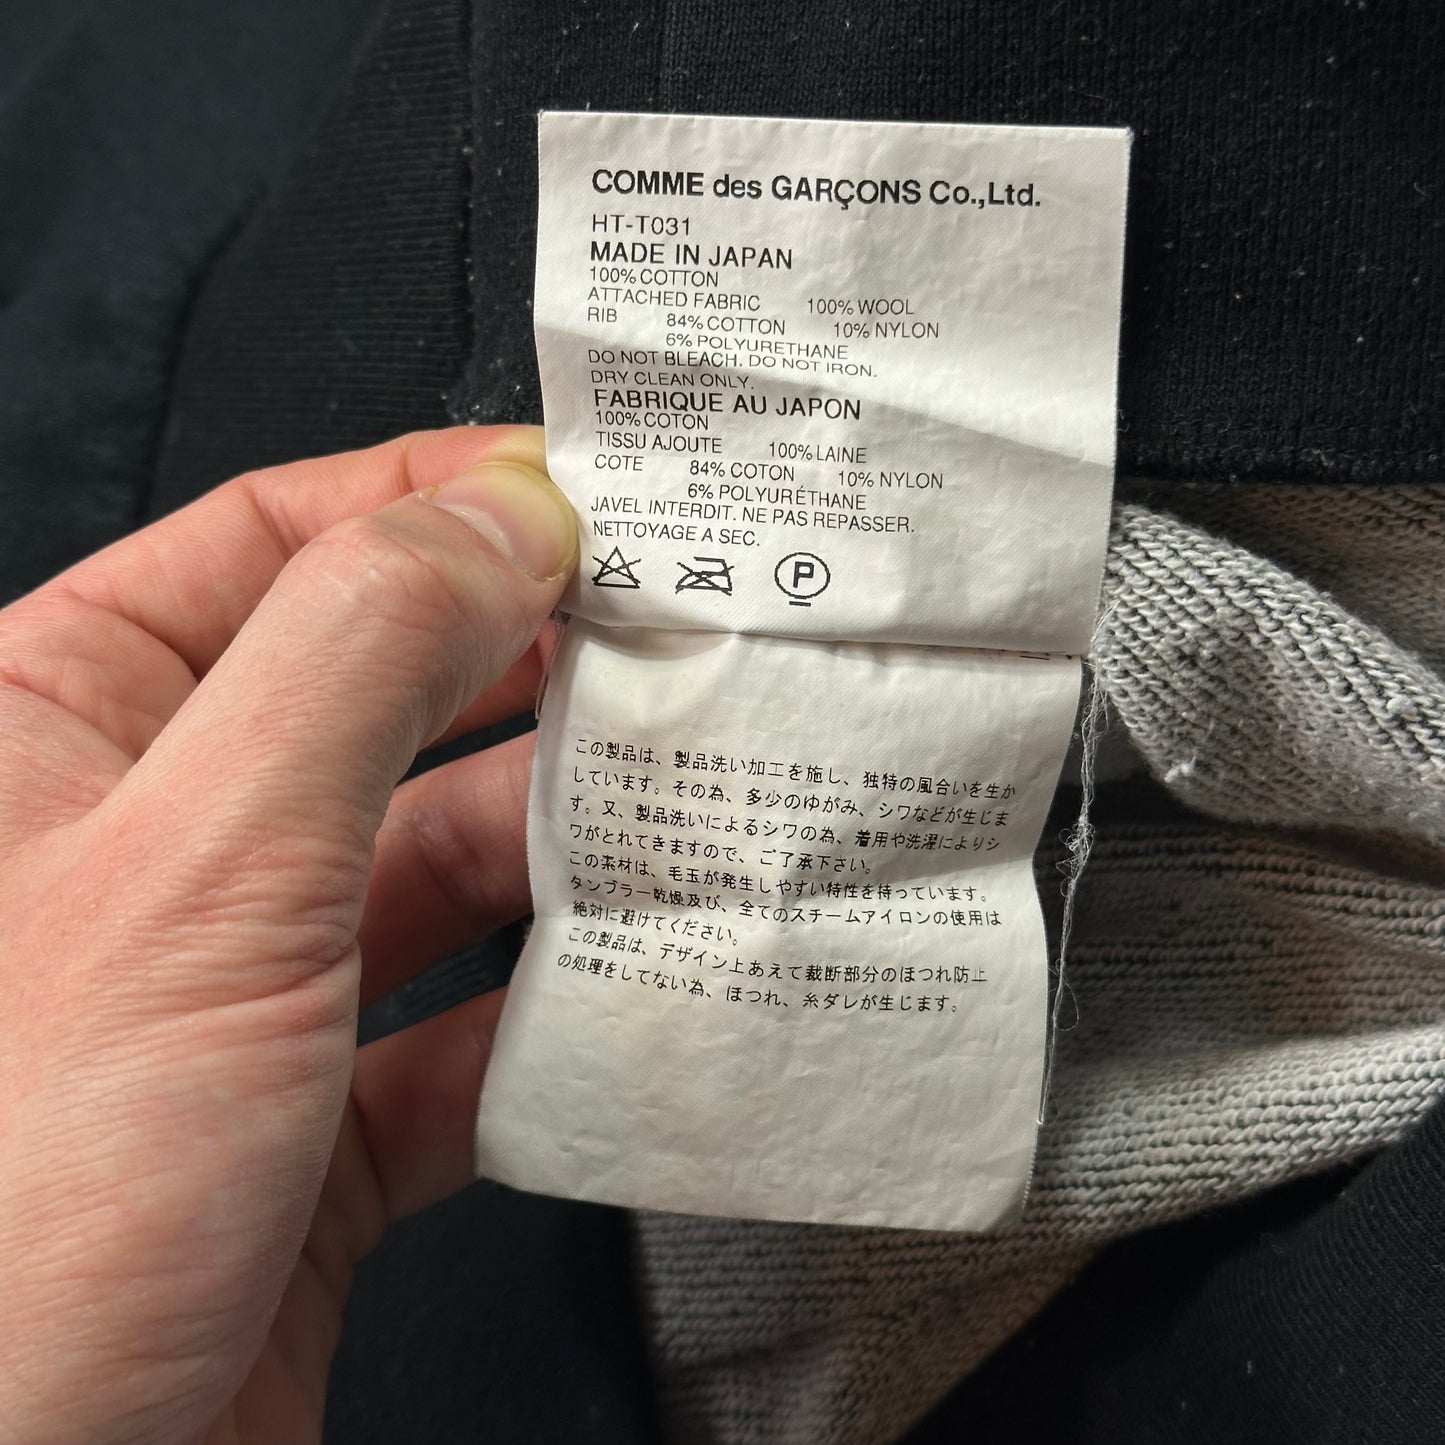 COMME des GARÇONS Co.,Ltd.
HT-T031
MADE IN JAPAN
100% COTTON
ATTACHED FABRIC 100% WOOL
RIB 84% COTTON 10% NYLON
6% POLYURETHANE
DO NOT BLEACH. DO NOT IRON.
DRY CLEAN ONLY.
FABRIQUE AU JAPON
100% COTON
TISSU AJOUTE 100% LAINE
COTE 84% COTON 10% NYLON
6% POLYURÉTHANE
JAVEL INTERDIT. NE PAS REPASSER.
NETTOYAGE A SEC.
P
この製品は、製品洗い加工を施し、独特の風合いを生か
しています。その為、多少のゆがみ、シワなどが生じま
す。又、製品洗いによるシワの為、着用や洗濯によりシ
ワがとれてきますので、ご了承下さい。
この素材は、毛玉が発生しやすい特性を持っています。
タンブラー乾燥及び、全てのスチームアイロンの使用は
絶対に避けてください。
この製品は、デザイン上あえて裁断部分のほつれ防止
の処理をしてない為、ほつれ、糸ダレが生じます。